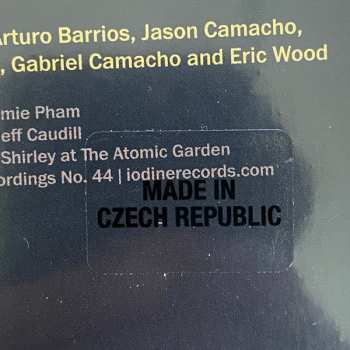 Arturo Barrios, Jason Camacho,
, Gabriel Camacho and Eric Wood
mie Pham
eff Caudill
Shirley at The Atomic Garden
ordings No. 44 | iodinerecords.com
MADE IN
CZECH REPUBLIC